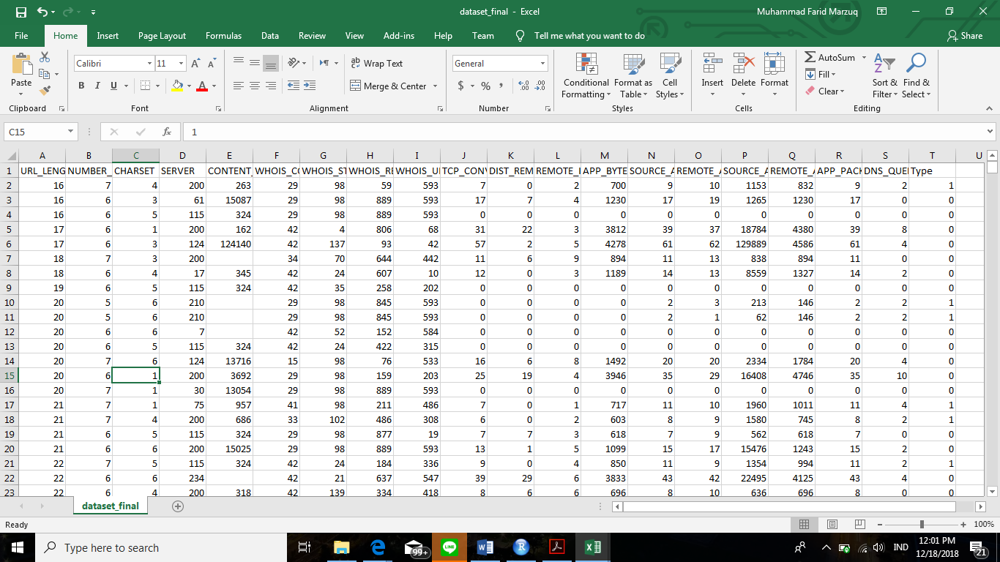 dataset_final - Excel
Muhammad Farid Marzuq
File Home Insert Page Layout Formulas Data Review View Add-ins Help Team Tell me what you want to do Share
Paste
Calibri 11
B I U
Wrap Text
Merge & Center
General
$ % ,
Conditional Formatting
Format as Table
Cell Styles
Insert Delete Format
AutoSum
Fill
Clear
Sort & Filter
Find & Select
Clipboard Font Alignment Number Styles Cells Editing
C15 fx 1
A B C D E F G H I J K L M N O P Q R S T U
1 URL_LENG NUMBER_ CHARSET SERVER CONTENT_ WHOIS_CO WHOIS_ST WHOIS_RE WHOIS_UP TCP_CONV DIST_REM REMOTE_I APP_BYTE SOURCE_A REMOTE_A SOURCE_A REMOTE_A APP_PACK DNS_QUE Type
2 16 7 4 200 263 29 98 59 593 7 0 2 700 9 10 1153 832 9 2 1
3 16 6 3 61 15087 29 98 889 593 17 7 4 1230 17 19 1265 1230 17 0 0
4 16 6 5 115 324 29 98 889 593 0 0 0 0 0 0 0 0 0 0 0
5 17 6 1 200 162 42 4 806 68 31 22 3 3812 39 37 18784 4380 39 8 0
6 17 6 3 124 124140 42 137 93 42 57 2 5 4278 61 62 129889 4586 61 4 0
7 18 7 3 200 34 70 644 442 11 6 9 894 11 13 838 894 11 0 0
8 18 6 4 17 345 42 24 607 10 12 0 3 1189 14 13 8559 1327 14 2 0
9 19 6 5 115 324 42 35 258 202 0 0 0 0 0 0 0 0 0 0 0
10 20 5 6 210 29 98 845 593 0 0 0 0 2 3 213 146 2 2 1
11 20 5 6 210 29 98 845 593 0 0 0 0 2 1 62 146 2 2 1
12 20 6 6 7 42 52 152 584 0 0 0 0 0 0 0 0 0 0 0
13 20 6 5 115 324 42 24 422 315 0 0 0 0 0 0 0 0 0 0 0
14 20 7 6 124 13716 15 98 76 533 16 6 8 1492 20 20 2334 1784 20 4 0
15 20 6 1 200 3692 29 98 159 203 25 19 4 3946 35 29 16408 4746 35 10 0
16 20 7 1 30 13054 29 98 889 593 0 0 0 0 0 0 0 0 0 0 0
17 21 7 1 75 957 41 98 211 486 7 0 1 717 11 10 1960 1011 11 4 1
18 21 7 4 200 686 33 102 486 308 6 0 2 603 8 9 1580 745 8 2 1
19 21 6 5 115 324 29 98 877 19 7 7 3 618 7 9 562 618 7 0 0
20 21 6 6 200 15025 29 98 889 593 13 1 5 1099 15 17 15476 1243 15 2 0
21 22 7 5 115 324 42 24 184 336 9 0 4 850 11 9 1354 994 11 2 1
22 22 6 6 234 42 21 637 547 39 29 6 3833 43 42 22495 4125 43 4 0
23 22 6 4 200 318 42 139 334 418 8 6 6 696 8 10 636 696 8 0 0
dataset_final
Ready
100%
Type here to search
99+
LINE
IND
12:01 PM
12/18/2018
21